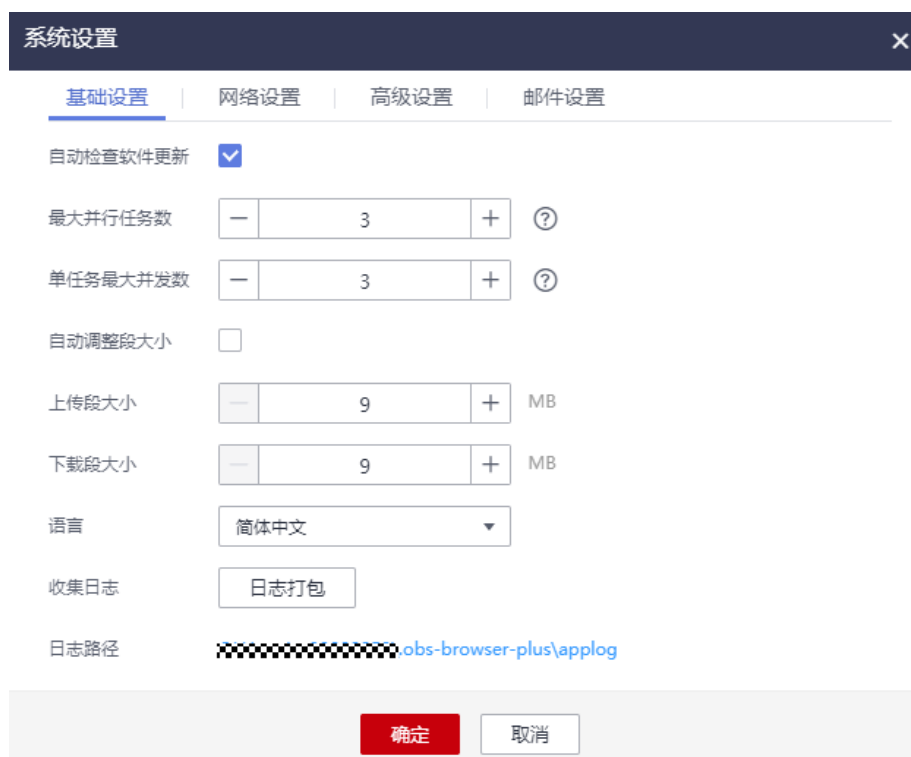 系统设置
基础设置 网络设置 高级设置 邮件设置
自动检查软件更新
最大并行任务数 3
单任务最大并发数 3
自动调整段大小
上传段大小 9 MB
下载段大小 9 MB
语言 简体中文
收集日志 日志打包
日志路径 .obs-browser-plus\applog
确定 取消